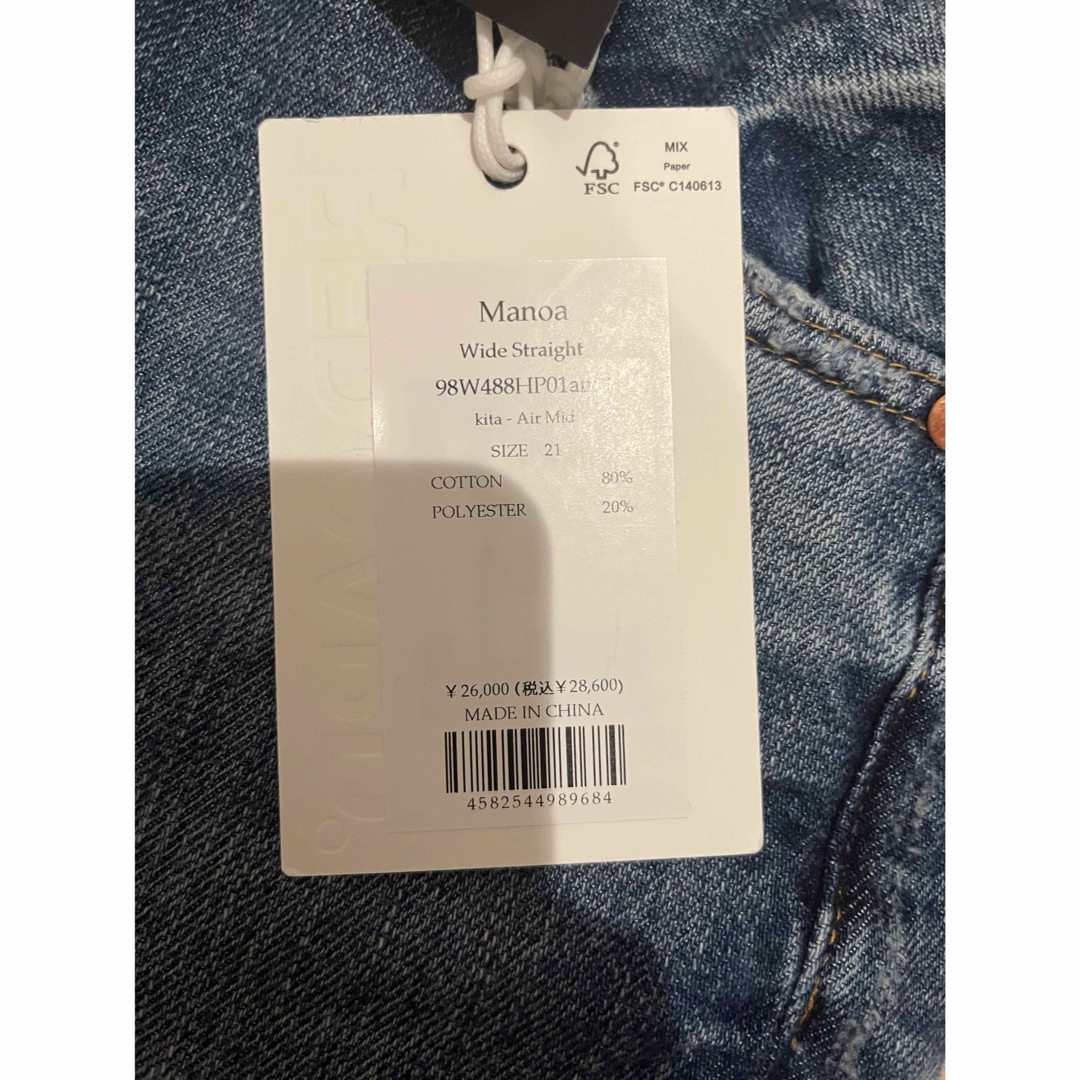 FSC
MIX
Paper
FSC® C140613
Manoa
Wide Straight
kita - Air Mid
SIZE 21
COTTON 80%
POLYESTER 20%
¥26,000 (税込¥28,600)
MADE IN CHINA
4582544989684